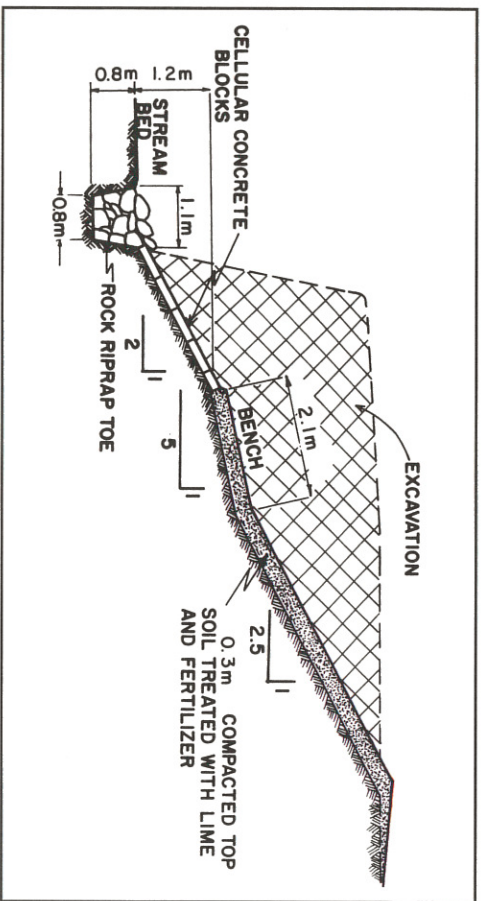 EXCAVATION
CELLULAR CONCRETE
BLOCKS
2.1m
BENCH
1.2m
0.8m
STREAM
BED
1.1m
0.8m
ROCK RIPRAP TOE
2
1
5
1
2.5
1
0.3m COMPACTED TOP
SOIL TREATED WITH LIME
AND FERTILIZER